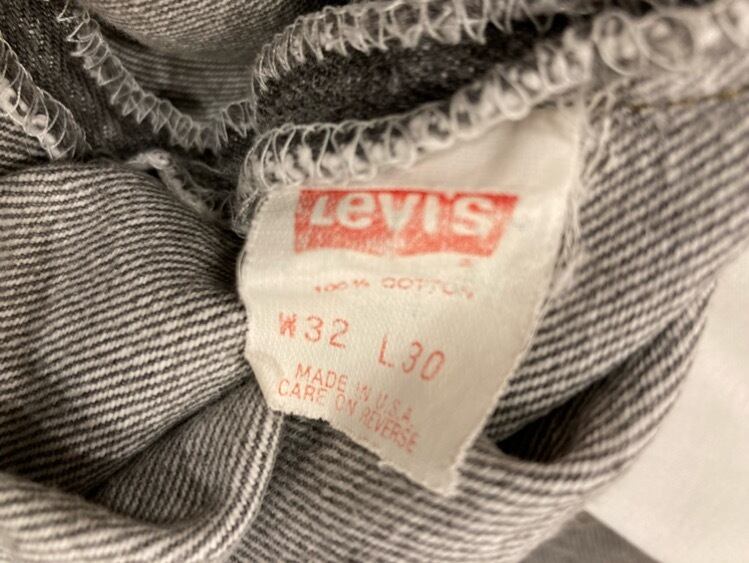 LEVI'S
100% COTTON
W32 L30
MADE IN U.S.A.
CARE ON REVERSE